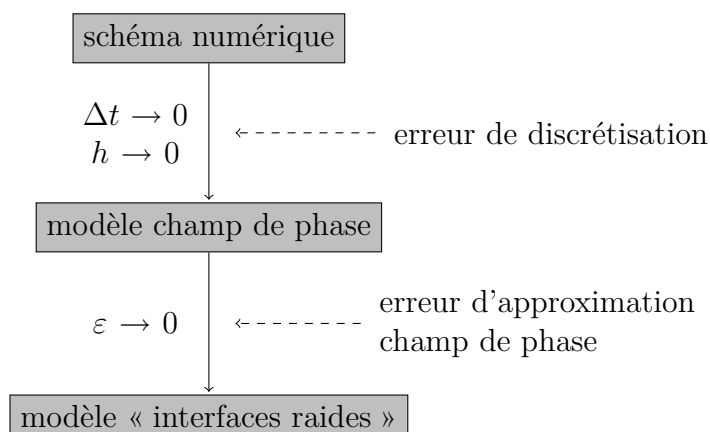 schéma numérique
Δt → 0
h → 0
erreur de discrétisation
modèle champ de phase
ε → 0
erreur d'approximation
champ de phase
modèle « interfaces raides »